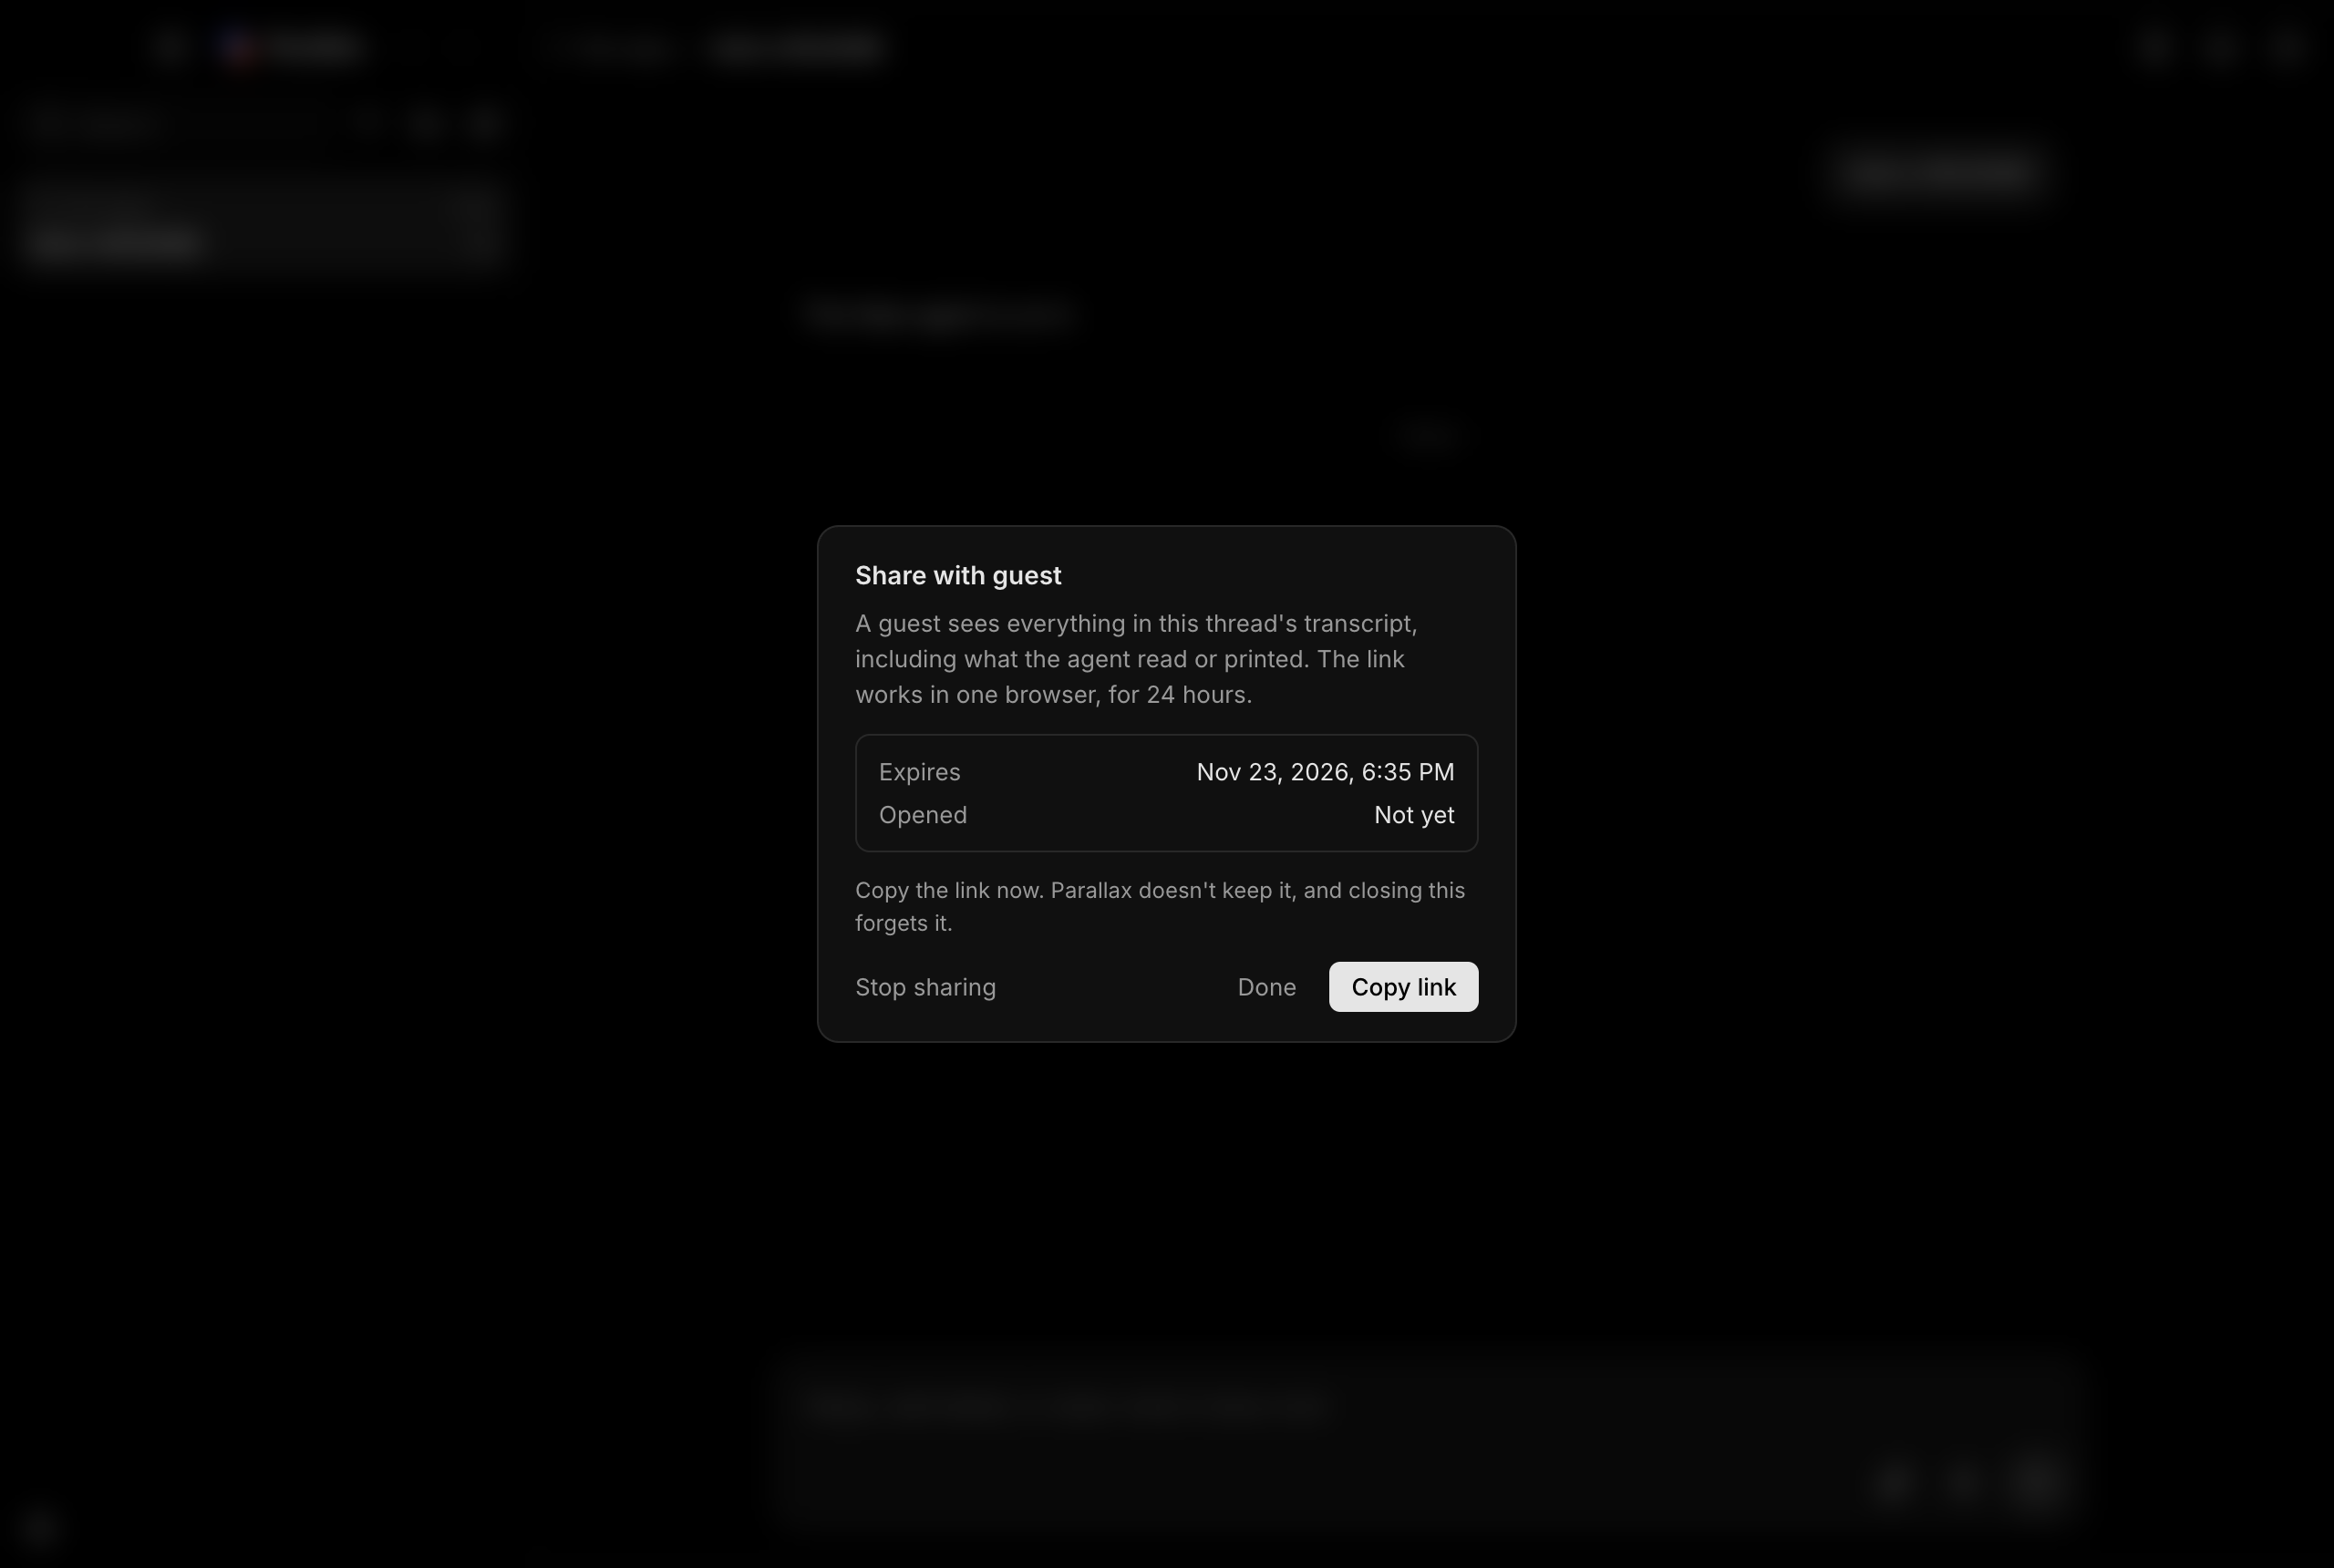 Share with guest
A guest sees everything in this thread's transcript,
including what the agent read or printed. The link
works in one browser, for 24 hours.
Expires Nov 23, 2026, 6:35 PM
Opened Not yet
Copy the link now. Parallax doesn't keep it, and closing this
forgets it.
Stop sharing Done Copy link